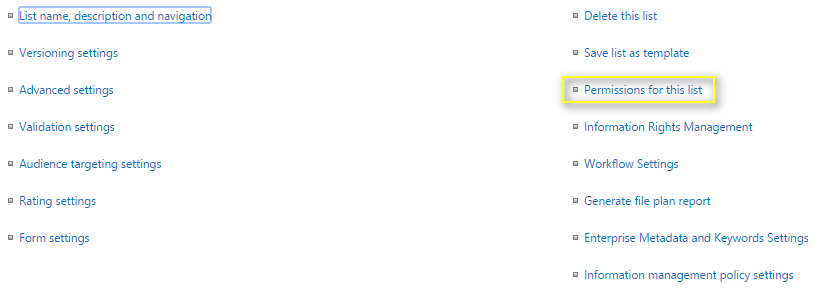 List name, description and navigation
Versioning settings
Advanced settings
Validation settings
Audience targeting settings
Rating settings
Form settings
Delete this list
Save list as template
Permissions for this list
Information Rights Management
Workflow Settings
Generate file plan report
Enterprise Metadata and Keywords Settings
Information management policy settings